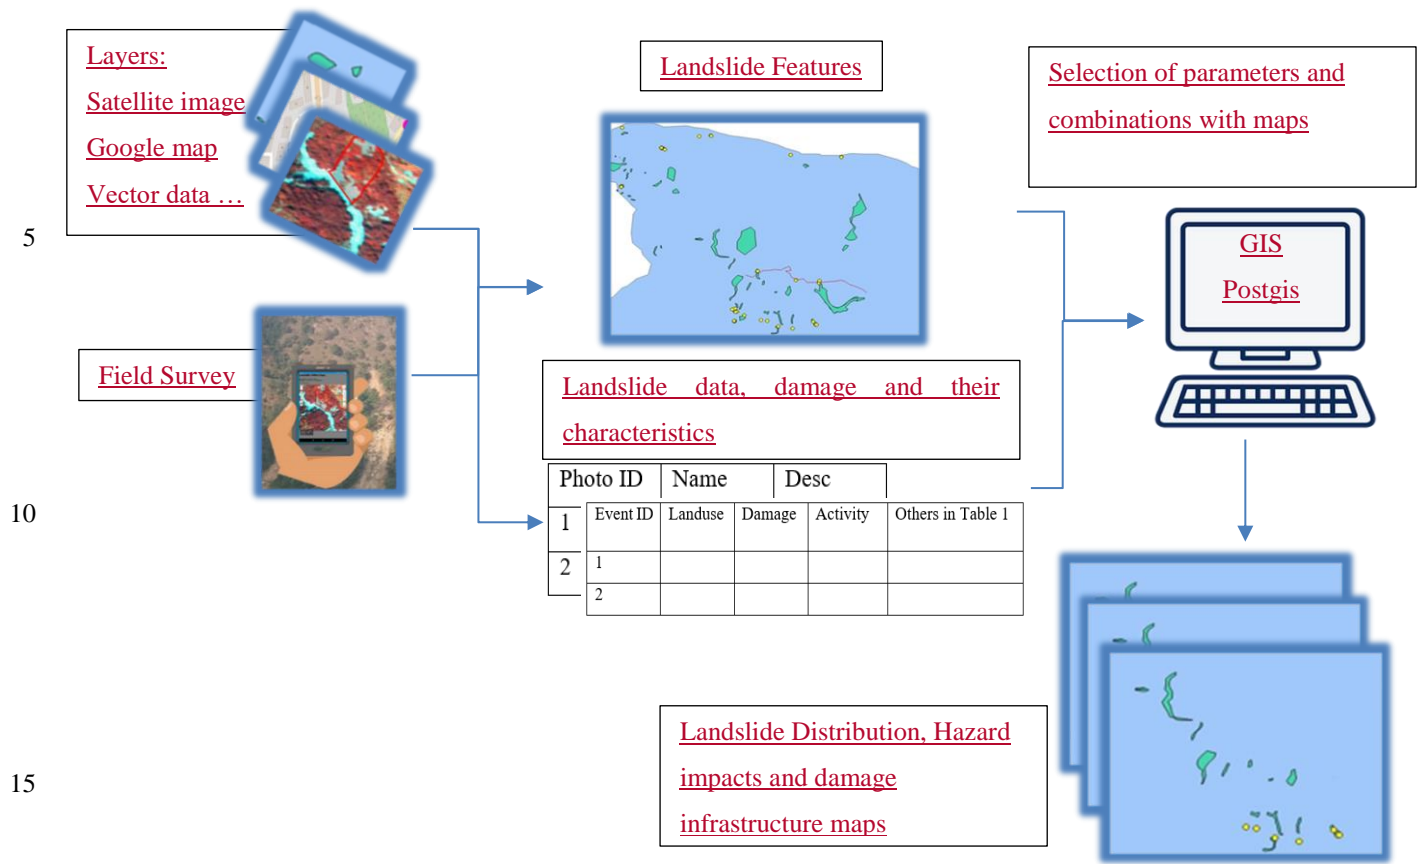 Layers:
Satellite image
Google map
Vector data …
Landslide Features
Selection of parameters and
combinations with maps
5
GIS
Postgis
Field Survey
Landslide data, damage and their
characteristics
Photo ID Name Desc
10
1
2
Event ID Landuse Damage Activity Others in Table 1
1
2
Landslide Distribution, Hazard
impacts and damage
infrastructure maps
15